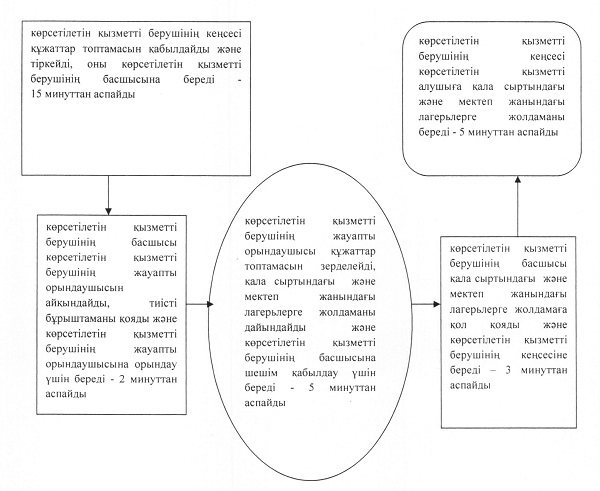 көрсетілетін қызметті берушінің кеңсесі
құжаттар топтамасын қабылдайды және
тіркейді, оны көрсетілетін қызметті
берушінің басшысына береді -
15 минуттан аспайды
көрсетілетін қызметті
берушінің басшысы
көрсетілетін қызметті
берушінің жауапты
орындаушысын
айқындайды, тиісті
бұрыштаманы қояды және
көрсетілетін қызметті
берушінің жауапты
орындаушысына орындау
үшін береді - 2 минуттан
аспайды
көрсетілетін қызметті
берушінің жауапты
орындаушысы құжаттар
топтамасын зерделейді,
қала сыртындағы және
мектеп жанындағы
лагерьлерге жолдаманы
дайындайды және
көрсетілетін қызметті
берушінің басшысына
шешім қабылдау үшін
береді - 5 минуттан
аспайды
көрсетілетін қызметті
берушінің басшысы
қала сыртындағы және
мектеп жанындағы
лагерьлерге жолдамаға
қол қояды және
көрсетілетін қызметті
берушінің кеңсесіне
береді – 3 минуттан
аспайды
көрсетілетін қызметті
берушінің кеңсесі
көрсетілетін қызметті
алушыға қала сыртындағы
және мектеп жанындағы
лагерьлерге жолдаманы
береді - 5 минуттан аспайды